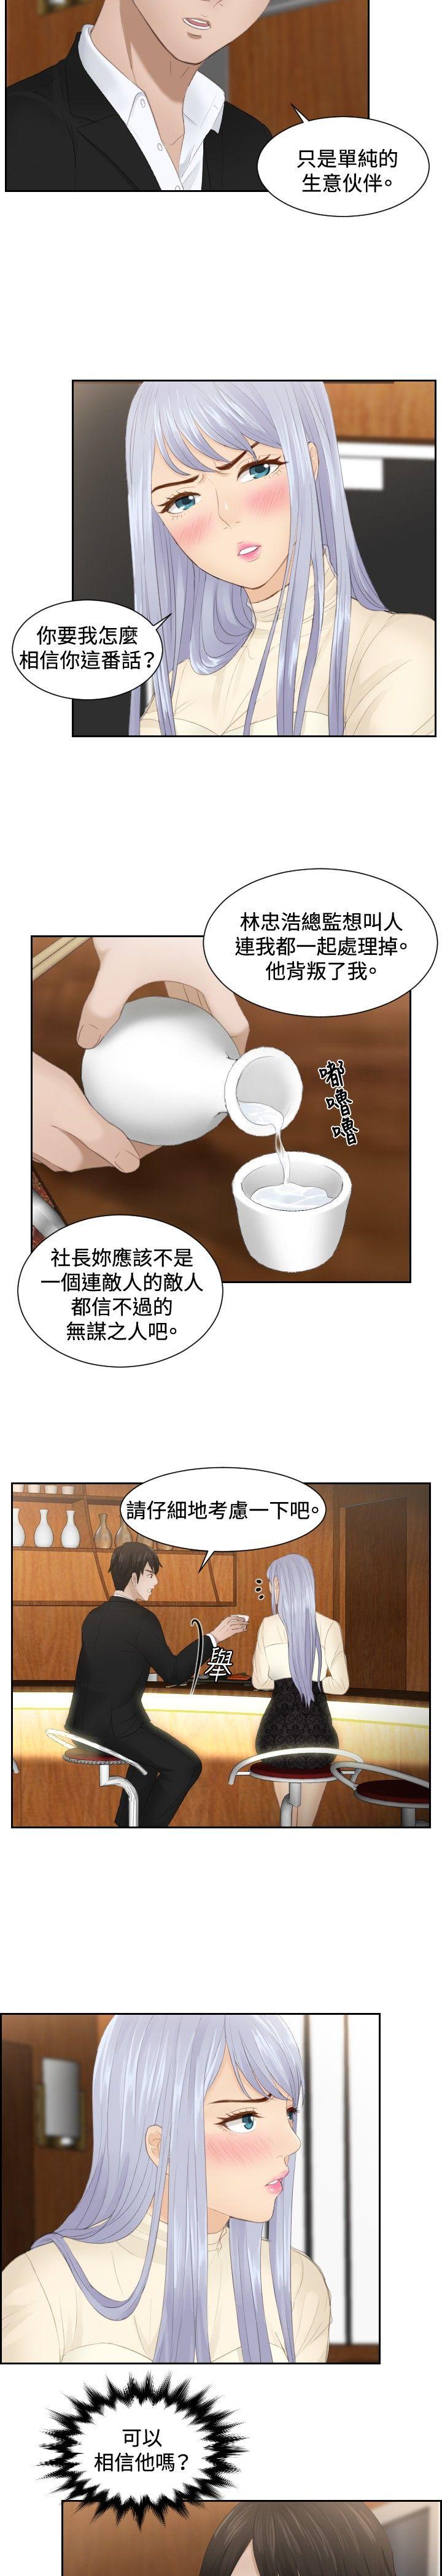 只是單純的
生意伙伴。
你要我怎麼
相信你這番話？
林忠浩總監想叫人
連我都一起處理掉。
他背叛了我。
嘟嚕嚕
社長妳應該不是
一個連敵人的敵人
都信不過的
無謀之人吧。
請仔細地考慮一下吧。
舉
可以
相信他嗎？